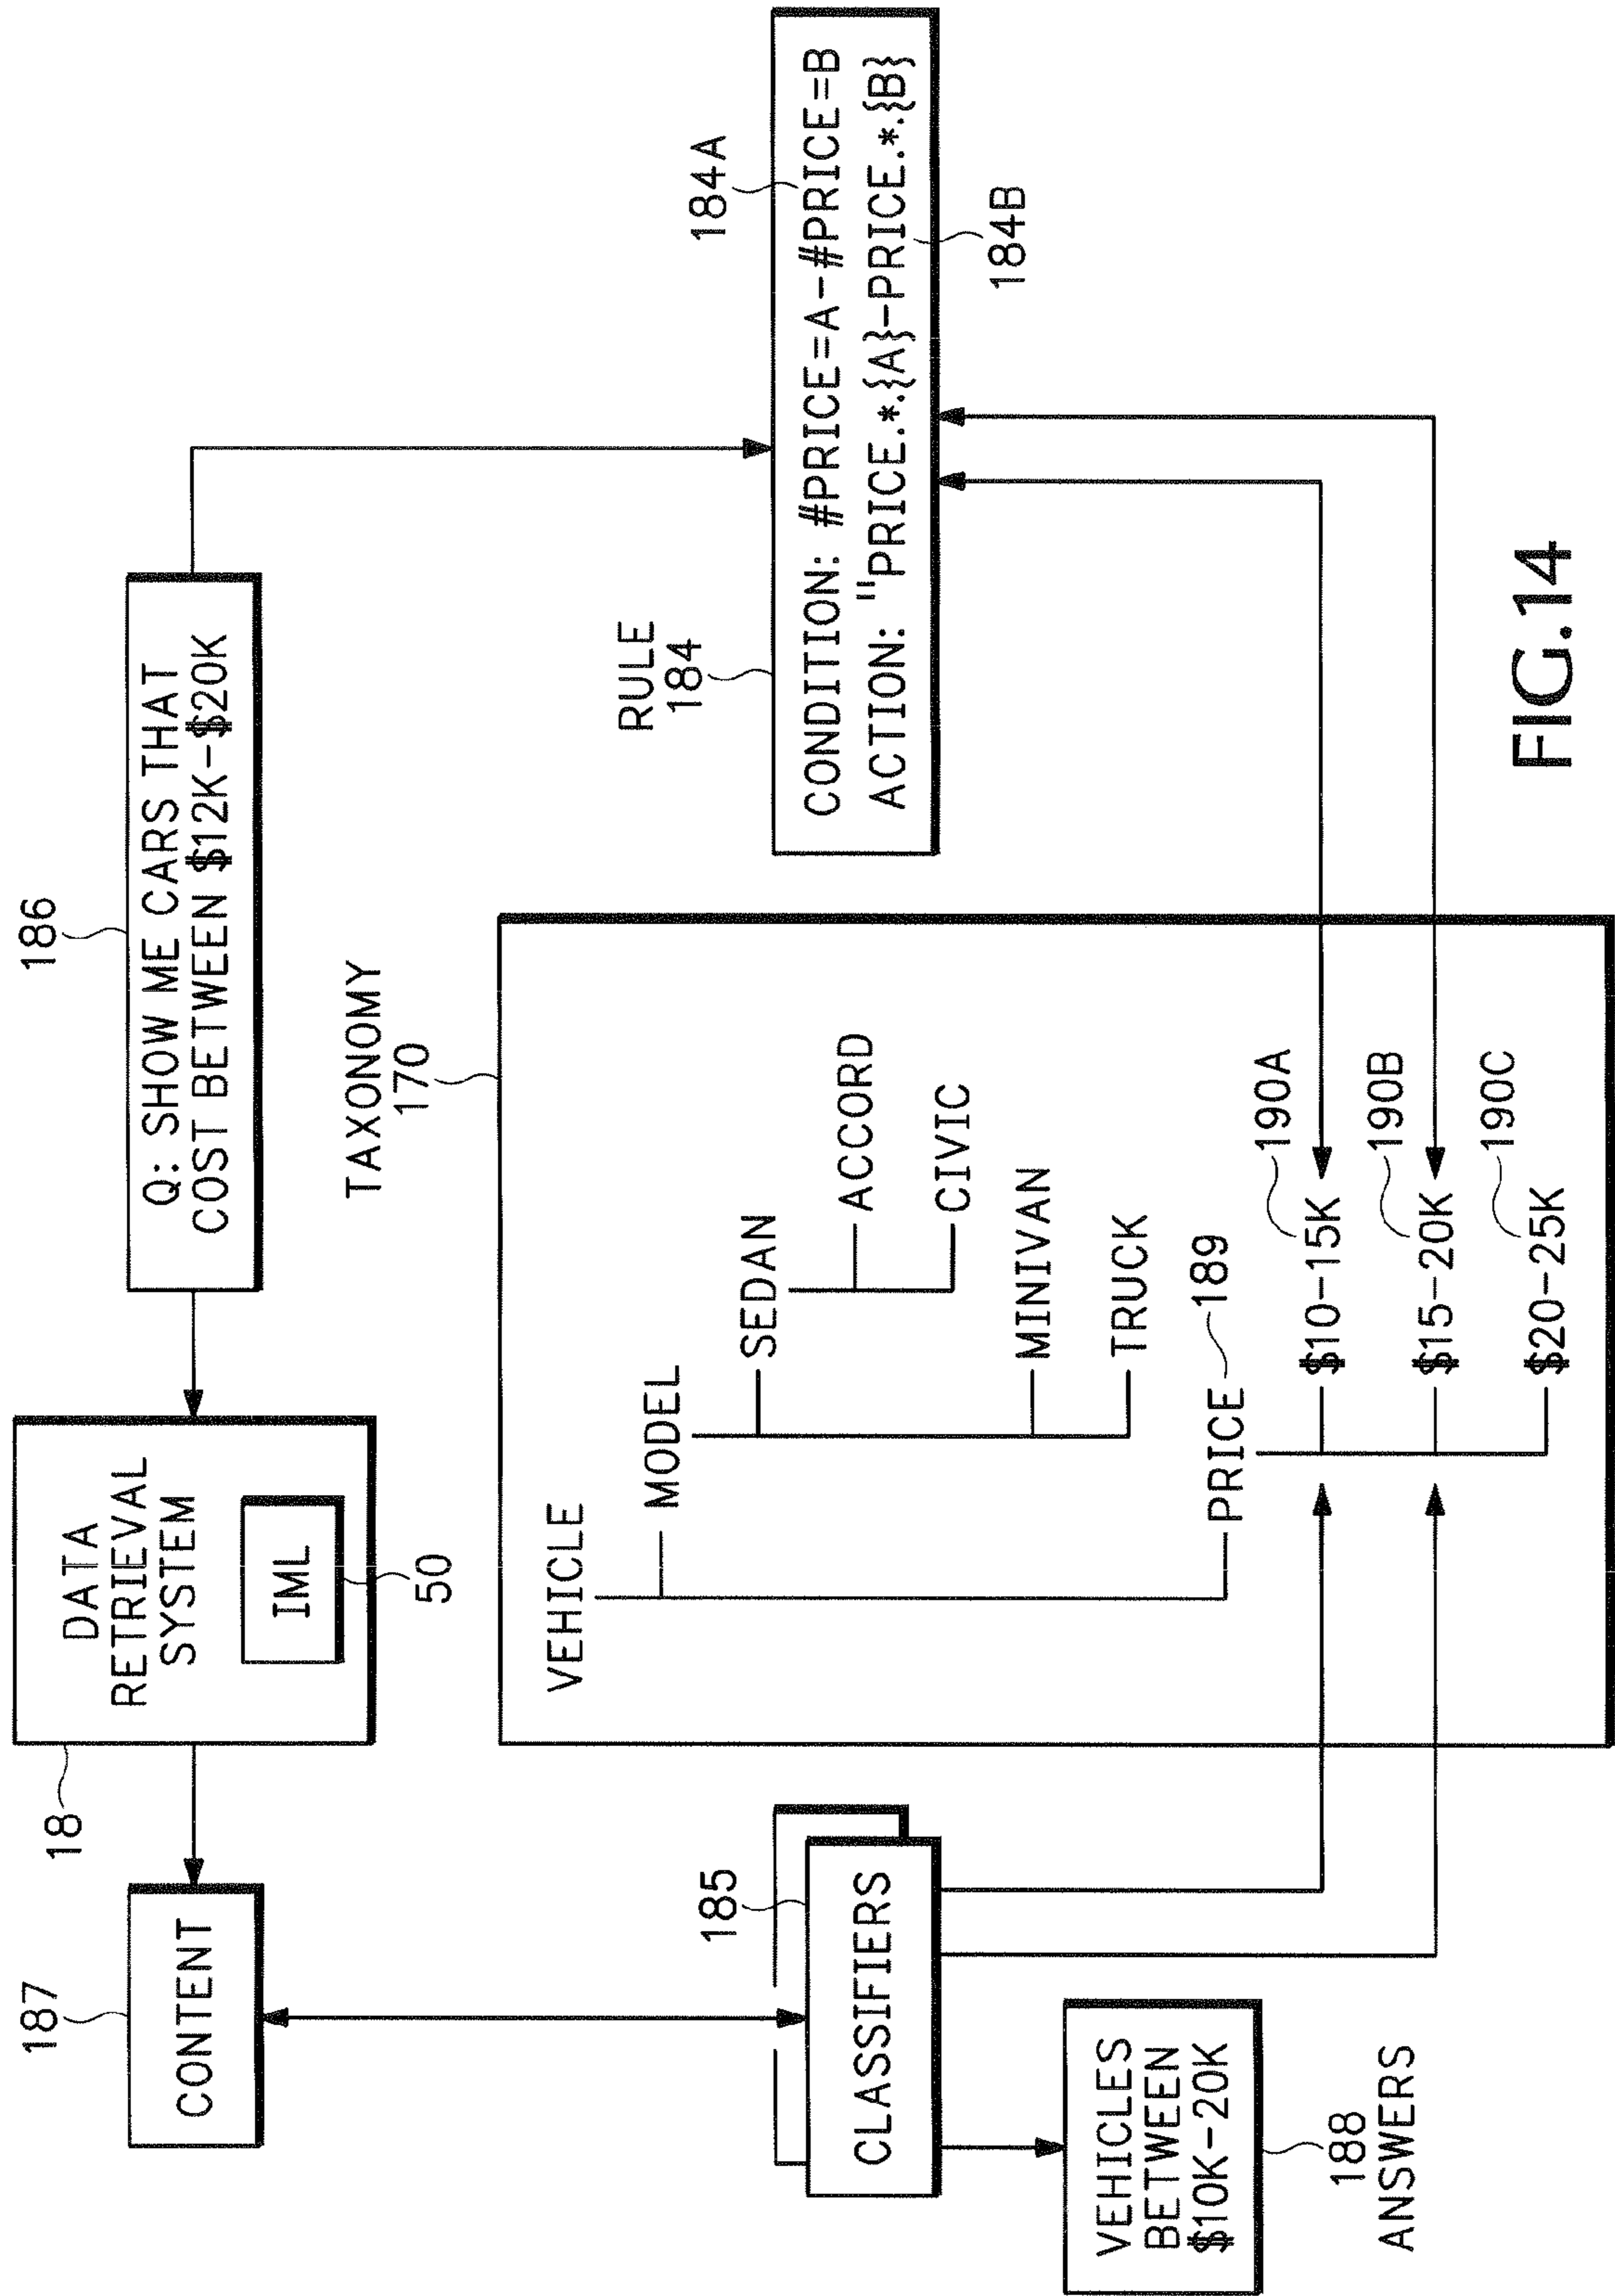 186
Q: SHOW ME CARS THAT
COST BETWEEN $12K-$20K
DATA
RETRIEVAL
SYSTEM
IML
50
18
187
CONTENT
TAXONOMY
170
VEHICLE
MODEL
SEDAN
ACCORD
CIVIC
MINIVAN
TRUCK
PRICE
189
$10-15K
190A
$15-20K
190B
$20-25K
190C
RULE
184
184A
CONDITION: #PRICE=A-#PRICE=B
ACTION: "PRICE.*.{A}-PRICE.*.{B}
184B
185
CLASSIFIERS
VEHICLES
BETWEEN
$10K-20K
188
ANSWERS
FIG.14